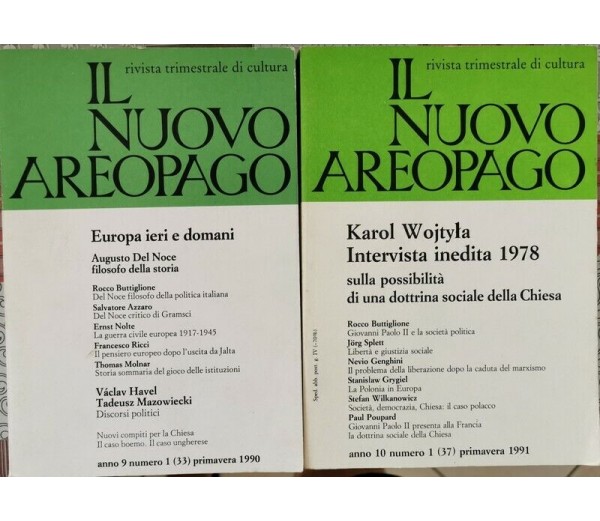 rivista trimestrale di cultura
IL
NUOVO
AREOPAGO
Europa ieri e domani
Augusto Del Noce
filosofo della storia
Rocco Buttiglione
Del Noce filosofo della politica italiana
Salvatore Azzaro
Del Noce critico di Gramsci
Ernst Nolte
La guerra civile europea 1917-1945
Francesco Ricci
Il pensiero europeo dopo l'uscita da Jalta
Thomas Molnar
Storia sommaria del gioco delle istituzioni
Václav Havel
Tadeusz Mazowiecki
Discorsi politici
Nuovi compiti per la Chiesa
Il caso boemo. Il caso ungherese
anno 9 numero 1 (33) primavera 1990
rivista trimestrale di cultura
IL
NUOVO
AREOPAGO
Karol Wojtyła
Intervista inedita 1978
sulla possibilità
di una dottrina sociale della Chiesa
Rocco Buttiglione
Giovanni Paolo II e la società politica
Jörg Splett
Libertà e giustizia sociale
Nevio Genghini
Il problema della liberazione dopo la caduta del marxismo
Stanislaw Grygiel
La Polonia in Europa
Stefan Wilkanowicz
Società, democrazia, Chiesa: il caso polacco
Paul Poupard
Giovanni Paolo II presenta alla Francia
la dottrina sociale della Chiesa
anno 10 numero 1 (37) primavera 1991
Sped. abb. post. g. IV